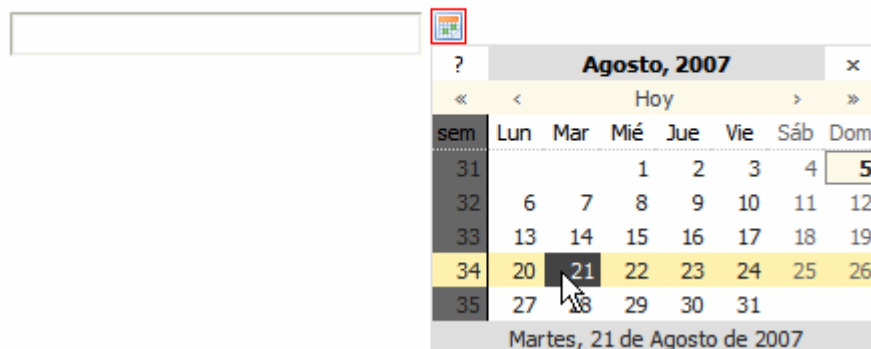 ? Agosto, 2007 ×
« ‹ Hoy › »
sem Lun Mar Mié Jue Vie Sáb Dom
31 1 2 3 4 5
32 6 7 8 9 10 11 12
33 13 14 15 16 17 18 19
34 20 21 22 23 24 25 26
35 27 28 29 30 31
Martes, 21 de Agosto de 2007